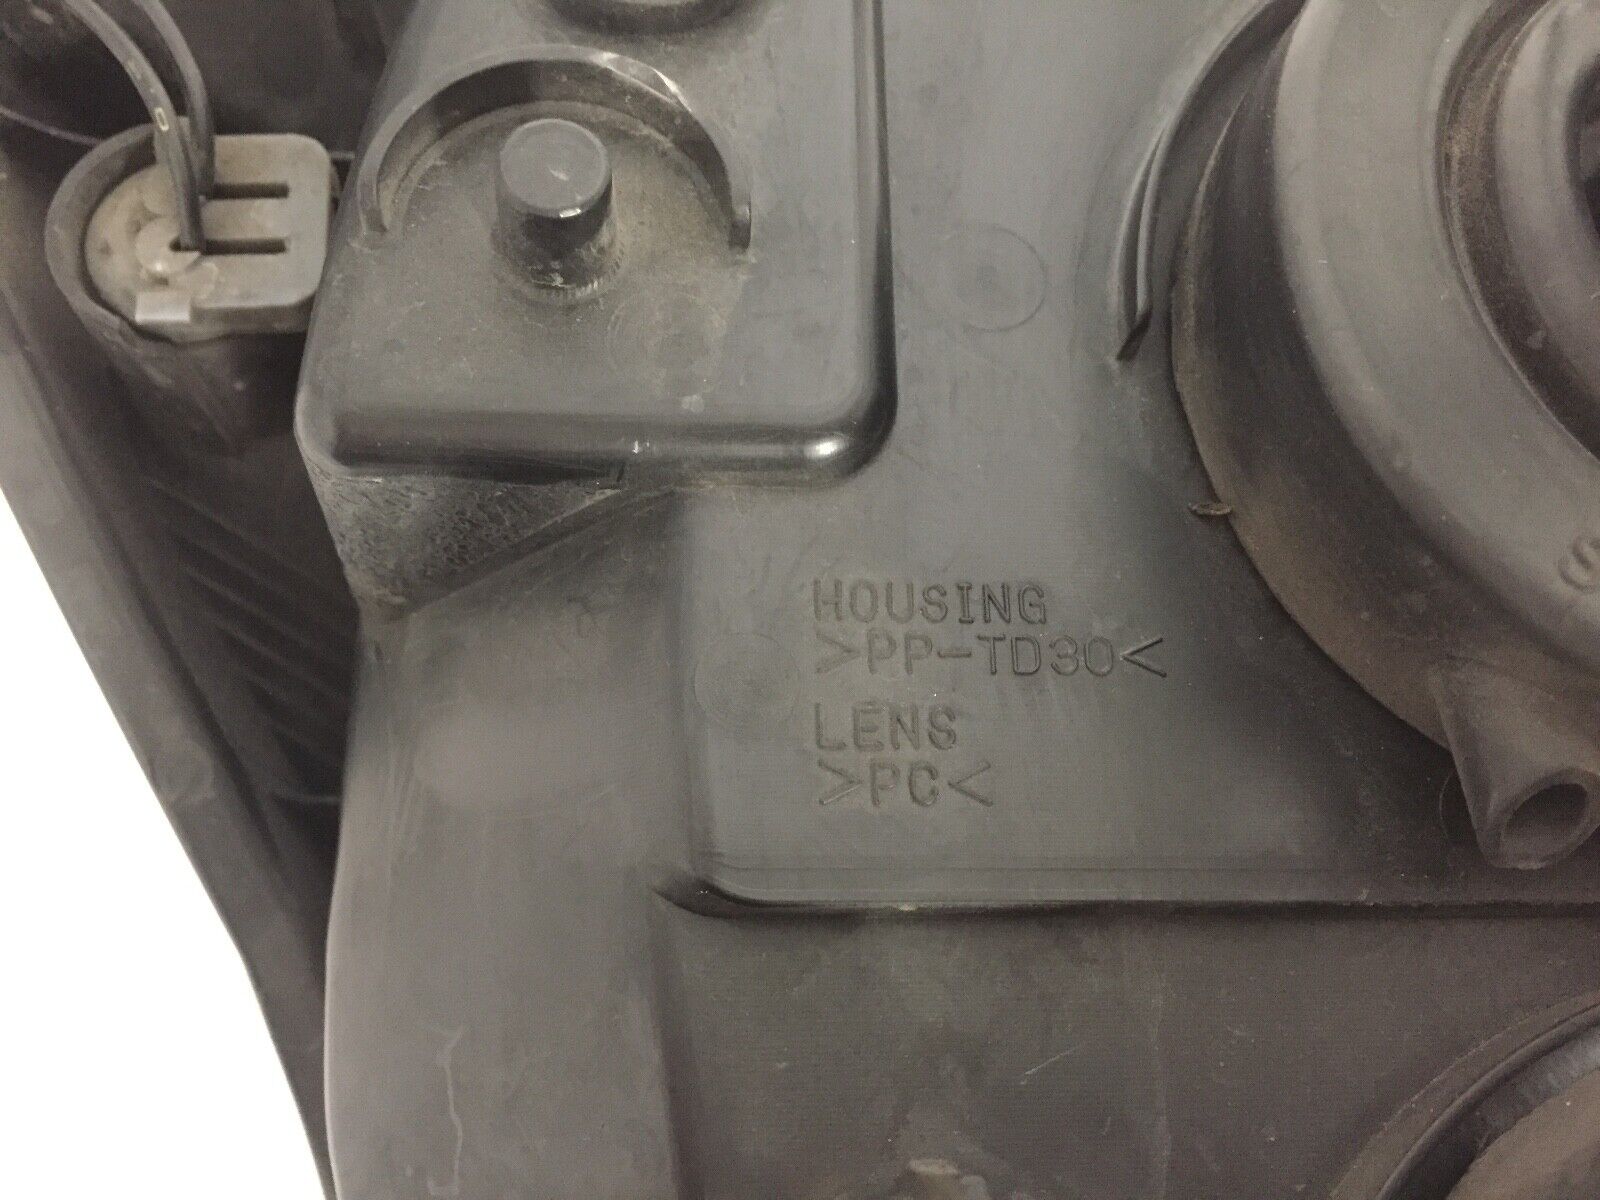 HOUSING
>PP-TD30<
LENS
>PC<